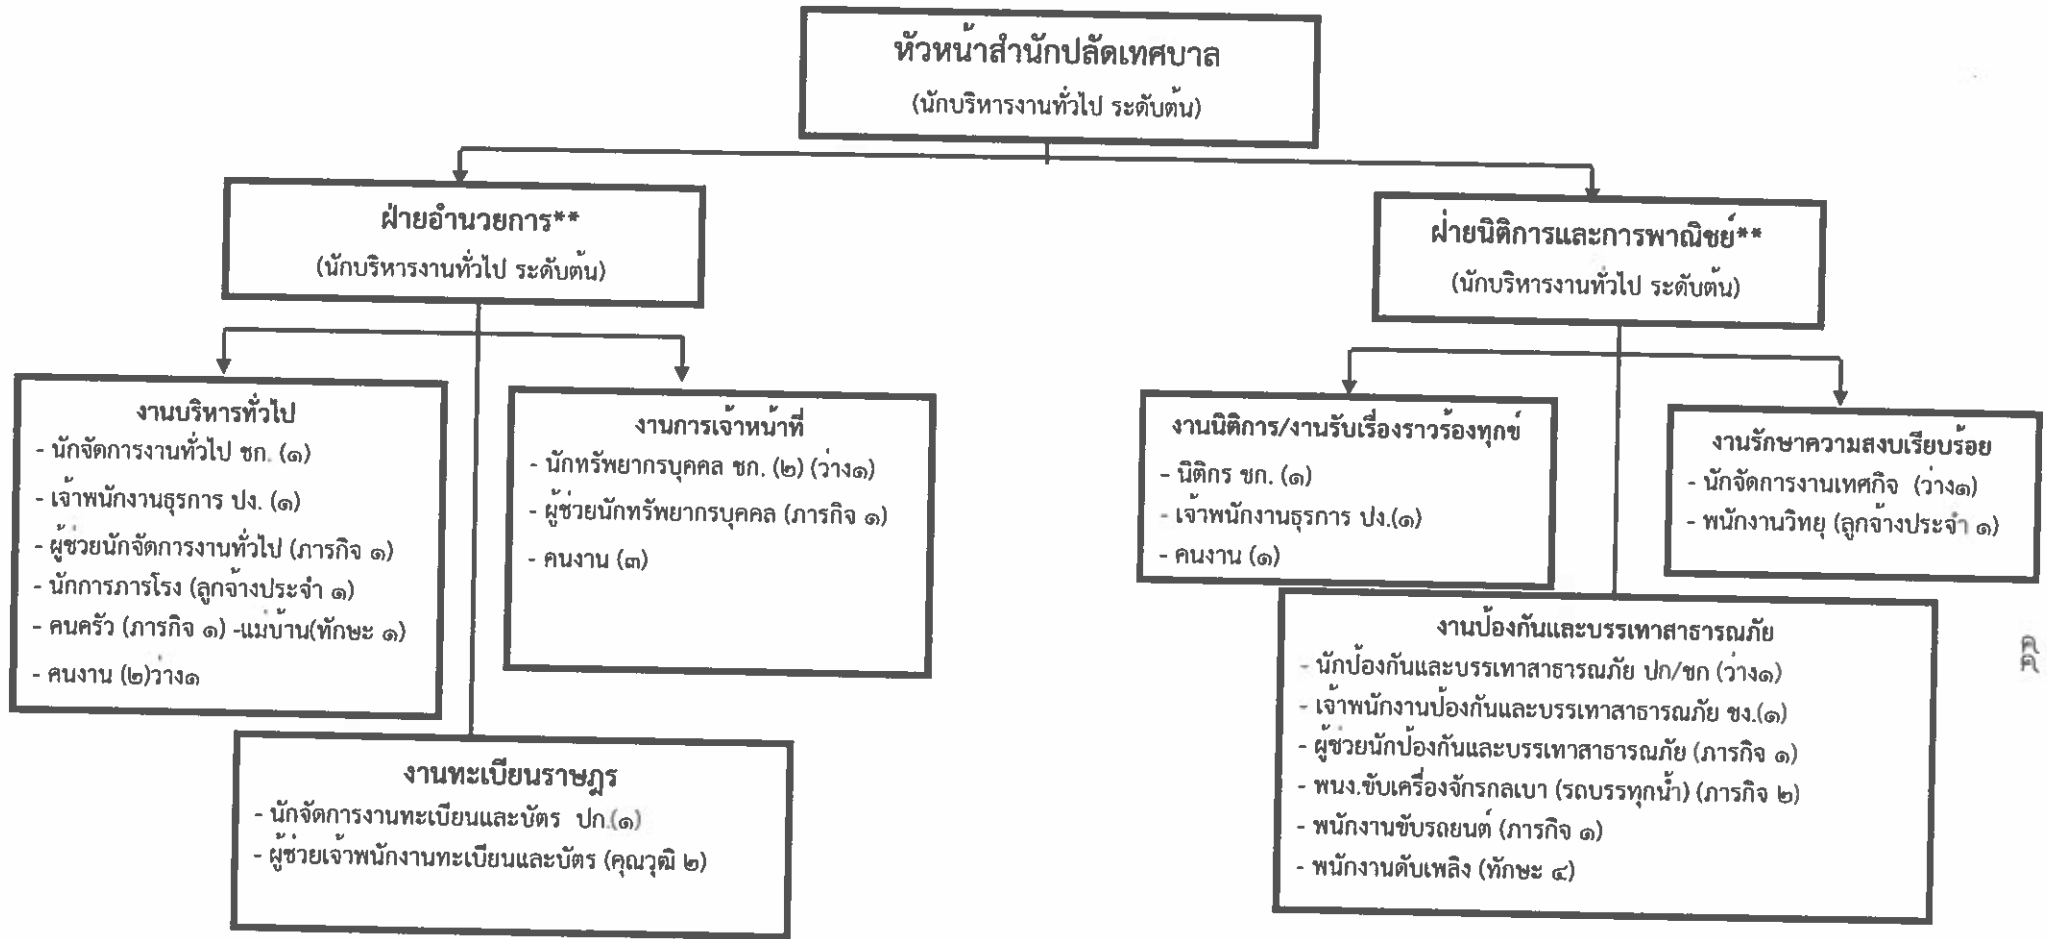 หัวหน้าสำนักปลัดเทศบาล
(นักบริหารงานทั่วไป ระดับต้น)
ฝ่ายอำนวยการ**
(นักบริหารงานทั่วไป ระดับต้น)
ฝ่ายนิติการและการพาณิชย์**
(นักบริหารงานทั่วไป ระดับต้น)
งานบริหารทั่วไป
- นักจัดการงานทั่วไป ชก. (๑)
- เจ้าพนักงานธุรการ ปง. (๑)
- ผู้ช่วยนักจัดการงานทั่วไป (ภารกิจ ๑)
- นักการภารโรง (ลูกจ้างประจำ ๑)
- คนครัว (ภารกิจ ๑) -แม่บ้าน(ทักษะ ๑)
- คนงาน (๒)ว่าง๑
งานการเจ้าหน้าที่
- นักทรัพยากรบุคคล ชก. (๒) (ว่าง๑)
- ผู้ช่วยนักทรัพยากรบุคคล (ภารกิจ ๑)
- คนงาน (๓)
งานทะเบียนราษฎร
- นักจัดการงานทะเบียนและบัตร ปก.(๑)
- ผู้ช่วยเจ้าพนักงานทะเบียนและบัตร (คุณวุฒิ ๒)
งานนิติการ/งานรับเรื่องราวร้องทุกข์
- นิติกร ชก. (๑)
- เจ้าพนักงานธุรการ ปง.(๑)
- คนงาน (๑)
งานรักษาความสงบเรียบร้อย
- นักจัดการงานเทศกิจ (ว่าง๑)
- พนักงานวิทยุ (ลูกจ้างประจำ ๑)
งานป้องกันและบรรเทาสาธารณภัย
- นักป้องกันและบรรเทาสาธารณภัย ปก/ชก (ว่าง๑)
- เจ้าพนักงานป้องกันและบรรเทาสาธารณภัย ชง.(๑)
- ผู้ช่วยนักป้องกันและบรรเทาสาธารณภัย (ภารกิจ ๑)
- พนง.ขับเครื่องจักรกลเบา (รถบรรทุกน้ำ) (ภารกิจ ๒)
- พนักงานขับรถยนต์ (ภารกิจ ๑)
- พนักงานดับเพลิง (ทักษะ ๔)